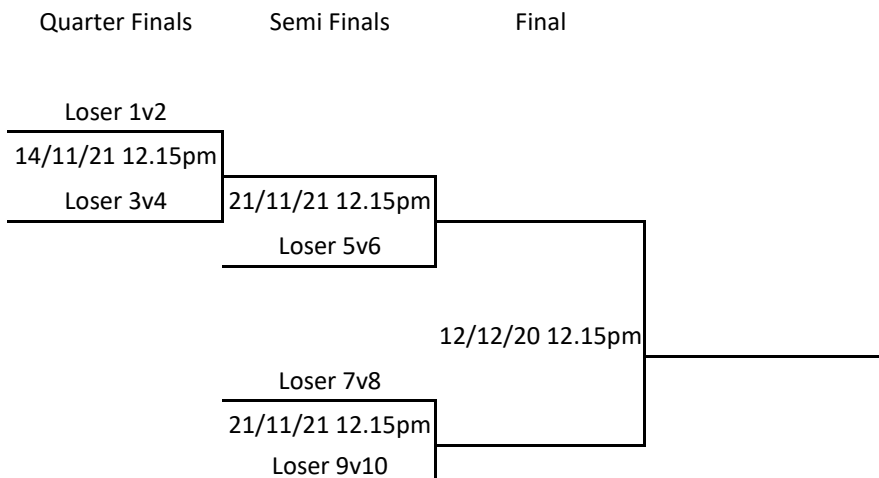 Quarter Finals Semi Finals Final
Loser 1v2
14/11/21 12.15pm
Loser 3v4
21/11/21 12.15pm
Loser 5v6
12/12/20 12.15pm
Loser 7v8
21/11/21 12.15pm
Loser 9v10